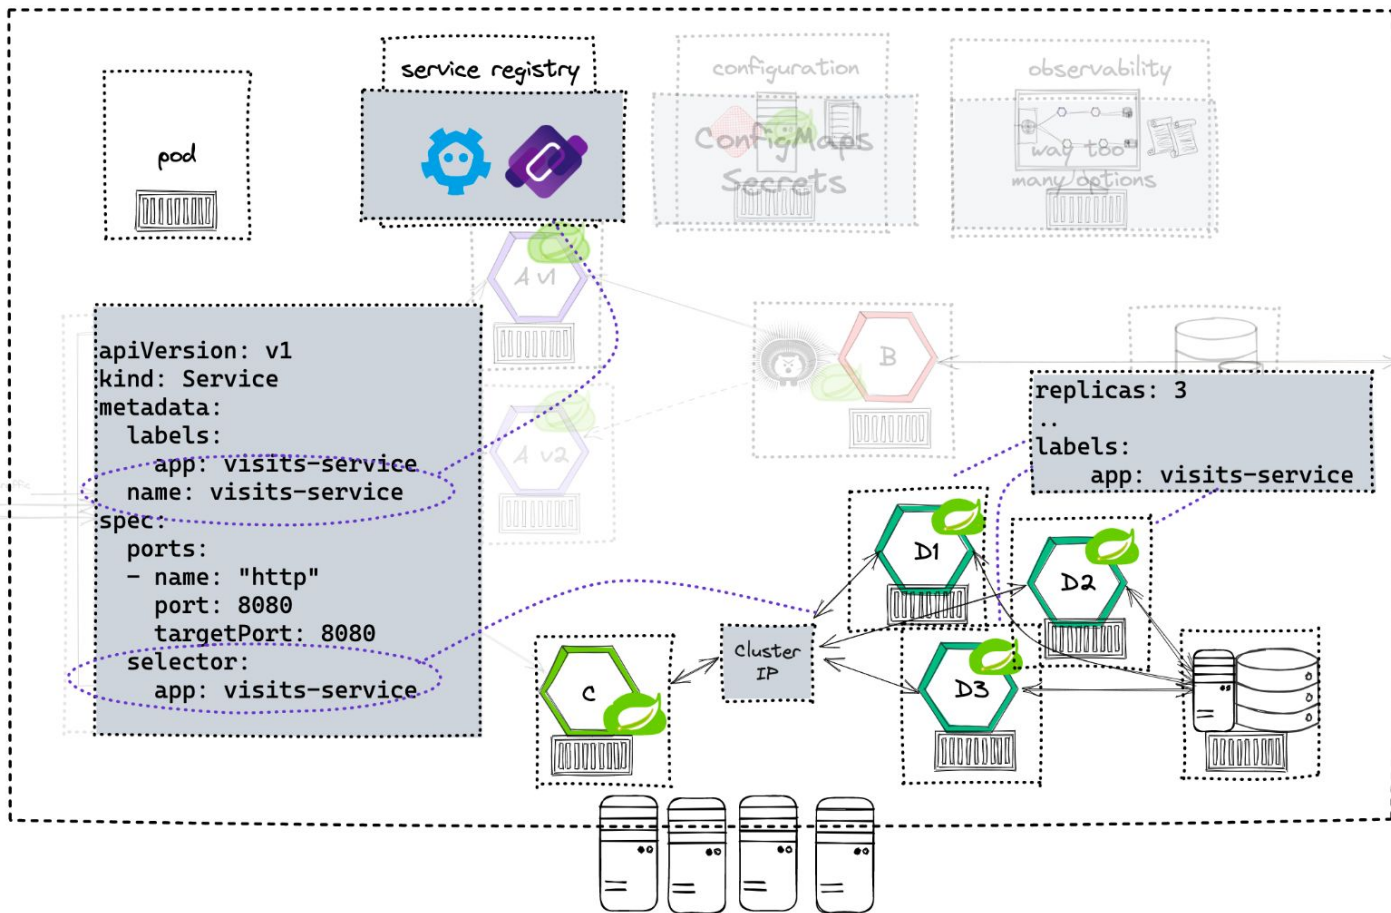 pod
service registry
configuration
ConfigMaps
Secrets
observability
way too
many options
A v1
A v2
B
apiVersion: v1
kind: Service
metadata:
  labels:
    app: visits-service
  name: visits-service
spec:
  ports:
  - name: "http"
    port: 8080
    targetPort: 8080
  selector:
    app: visits-service
replicas: 3
..
labels:
    app: visits-service
D1
D2
D3
C
Cluster
IP